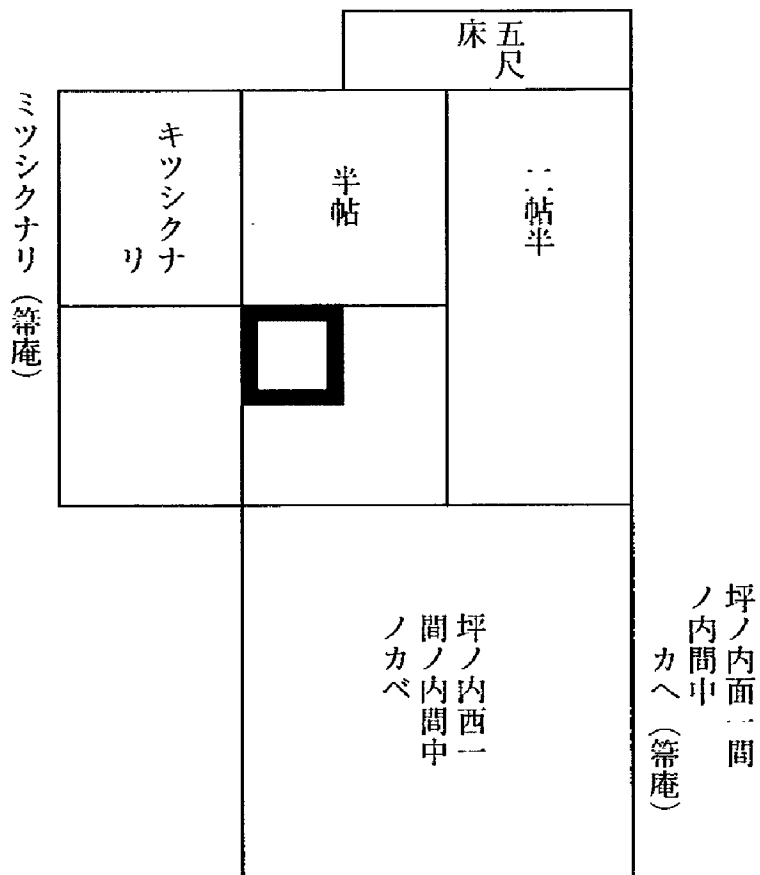 五尺
床
二帖半
半帖
キツシクナ
リ
ミツシクナリ（箒庵）
坪ノ内面一間
ノ内間中
カヘ（箒庵）
坪ノ内西一
間ノ内間中
ノカベ